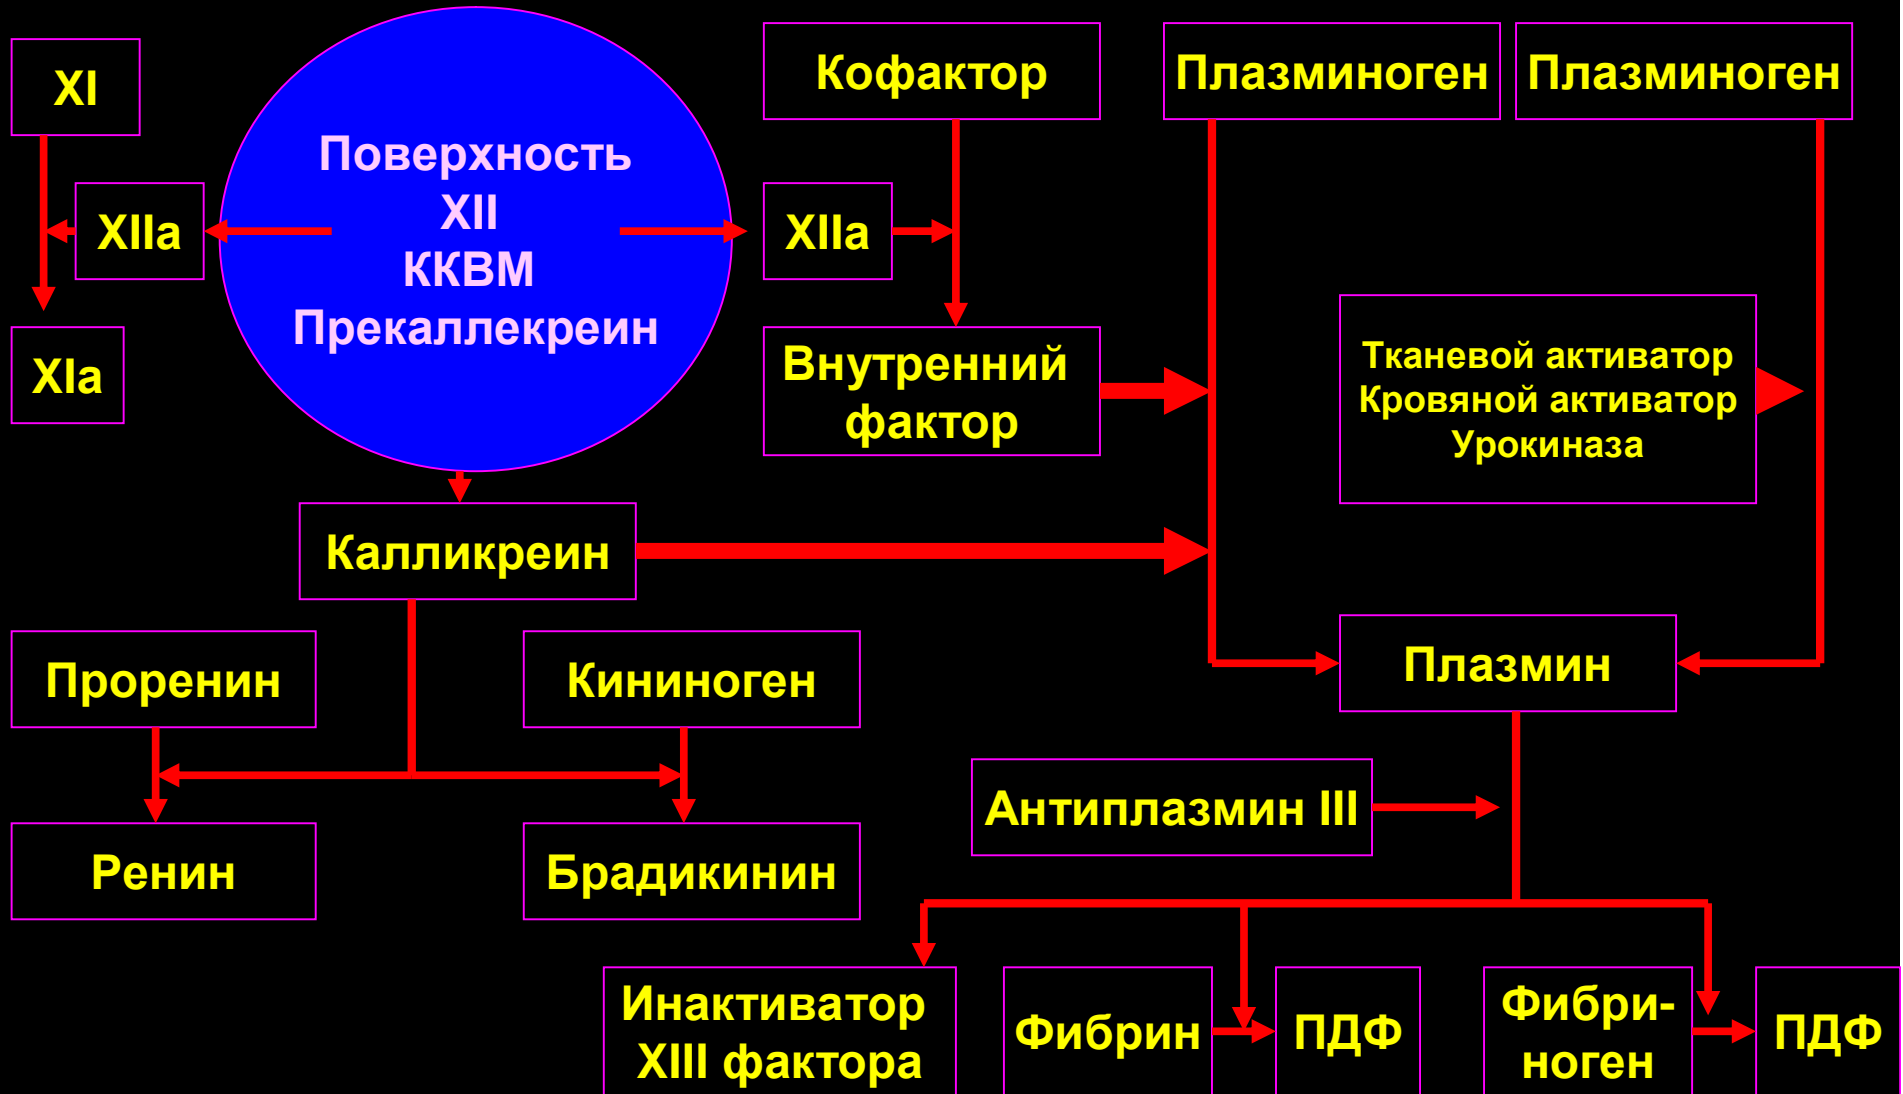 XI
Кофактор
Плазминоген
Плазминоген
Поверхность
XII
ККВМ
Прекаллекреин
XIIa
XIIa
XIa
Внутренний
фактор
Тканевой активатор
Кровяной активатор
Урокиназа
Калликреин
Проренин
Кининоген
Плазмин
Антиплазмин III
Ренин
Брадикинин
Инактиватор
XIII фактора
Фибрин
ПДФ
Фибри-
ноген
ПДФ